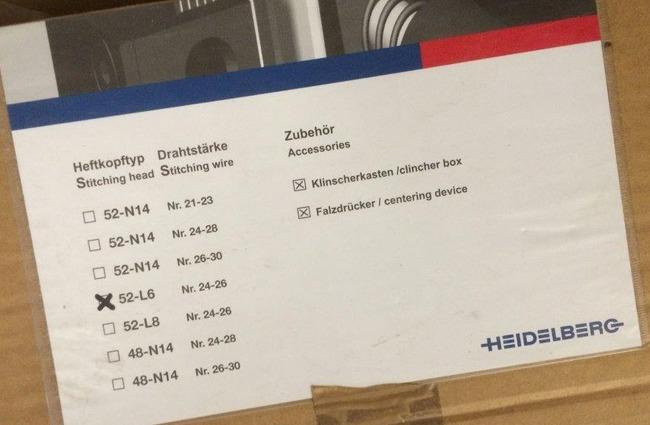 Heftkopftyp Drahtstärke
Stitching head Stitching wire
52-N14 Nr. 21-23
52-N14 Nr. 24-28
52-N14 Nr. 26-30
52-L6 Nr. 24-26
52-L8 Nr. 24-26
48-N14 Nr. 24-28
48-N14 Nr. 26-30
Zubehör
Accessories
Klinscherkasten /clincher box
Falzdrücker / centering device
HEIDELBERG